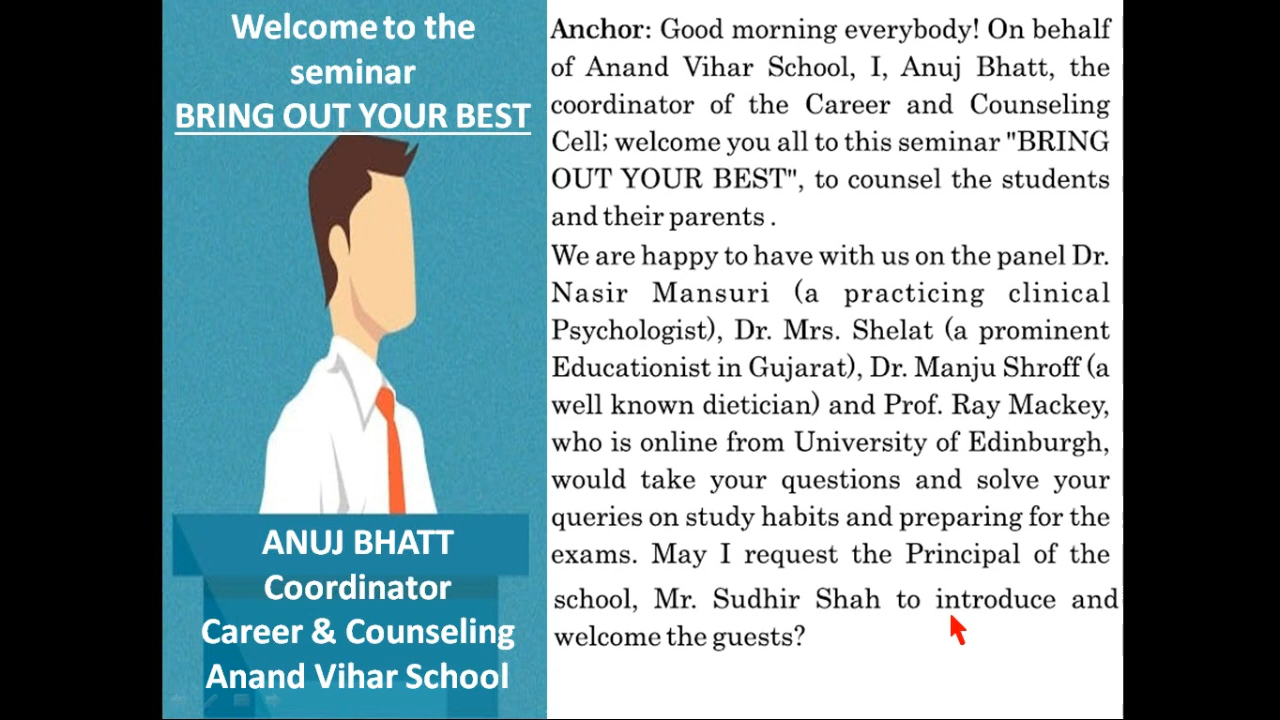 Welcome to the
seminar
BRING OUT YOUR BEST
ANUJ BHATT
Coordinator
Career & Counseling
Anand Vihar School
Anchor: Good morning everybody! On behalf
of Anand Vihar School, I, Anuj Bhatt, the
coordinator of the Career and Counseling
Cell; welcome you all to this seminar "BRING
OUT YOUR BEST", to counsel the students
and their parents .
We are happy to have with us on the panel Dr.
Nasir Mansuri (a practicing clinical
Psychologist), Dr. Mrs. Shelat (a prominent
Educationist in Gujarat), Dr. Manju Shroff (a
well known dietician) and Prof. Ray Mackey,
who is online from University of Edinburgh,
would take your questions and solve your
queries on study habits and preparing for the
exams. May I request the Principal of the
school, Mr. Sudhir Shah to introduce and
welcome the guests?